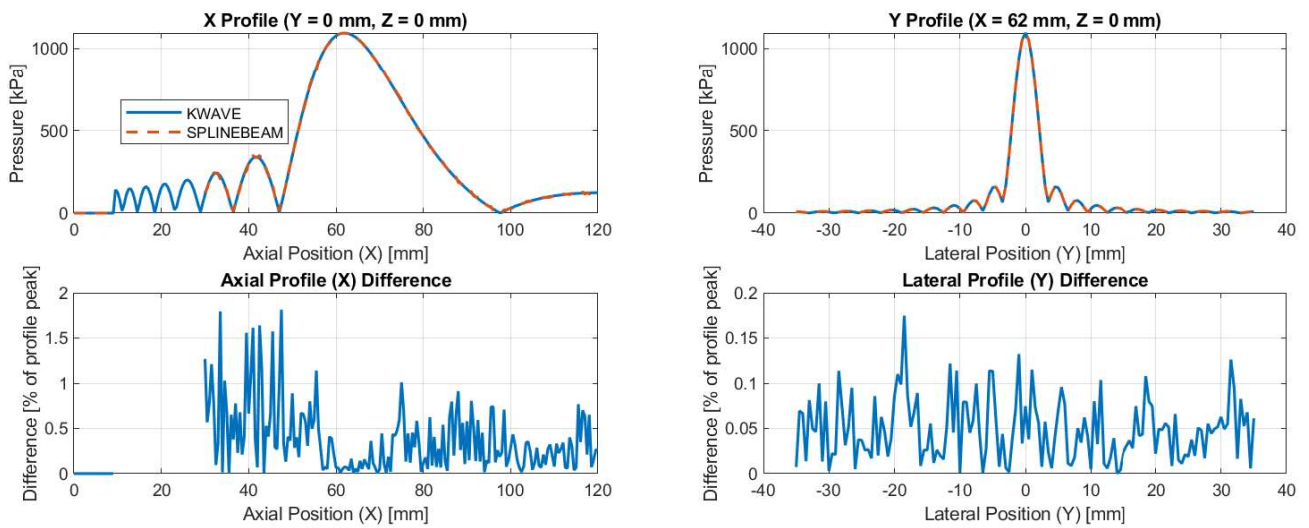 X Profile (Y = 0 mm, Z = 0 mm)
Pressure [kPa]
1000
500
0
KWAVE
SPLINEBEAM
0 20 40 60 80 100 120
Axial Position (X) [mm]
Y Profile (X = 62 mm, Z = 0 mm)
Pressure [kPa]
1000
500
0
-40 -30 -20 -10 0 10 20 30 40
Lateral Position (Y) [mm]
Axial Profile (X) Difference
Difference [% of profile peak]
2
1.5
1
0.5
0
0 20 40 60 80 100 120
Axial Position (X) [mm]
Lateral Profile (Y) Difference
Difference [% of profile peak]
0.2
0.15
0.1
0.05
0
-40 -30 -20 -10 0 10 20 30 40
Lateral Position (Y) [mm]